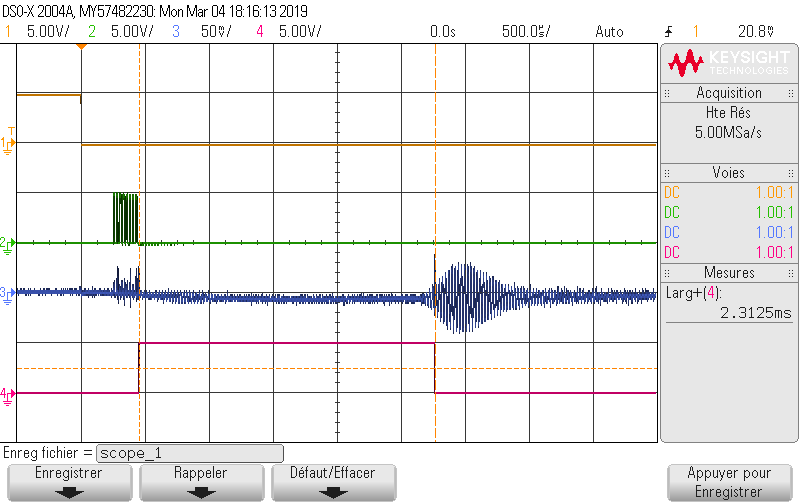 DSO-X 2004A, MY57482230: Mon Mar 04 18:16:13 2019
1 5.00V/ 2 5.00V/ 3 50V/ 4 5.00V/ 0.0s 500.0s/ Auto 1 20.8V
KEYSIGHT
TECHNOLOGIES
Acquisition
Hte Rés
5.00MSa/s
Voies
DC 1.00:1
DC 1.00:1
DC 1.00:1
DC 1.00:1
Mesures
Larg+(4):
2.3125ms
T
1
2
3
4
Enreg fichier = scope_1
Enregistrer
Rappeler
Défaut/Effacer
Appuyer pour
Enregistrer